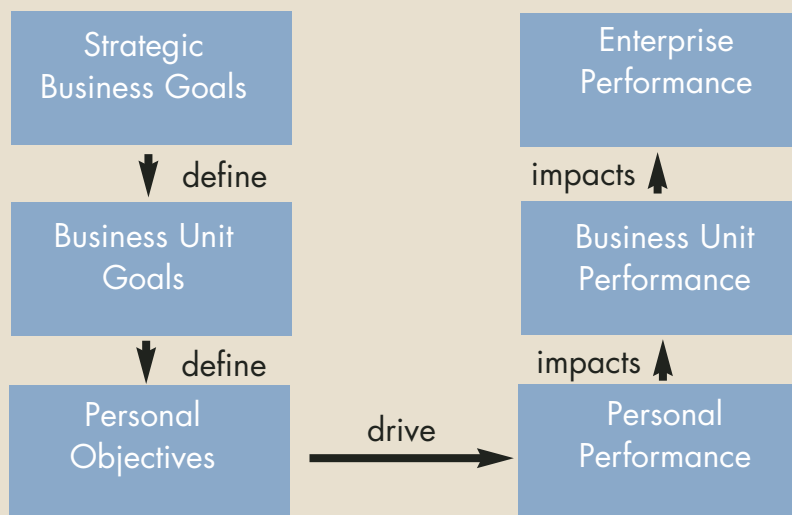 Strategic
Business Goals
define
Business Unit
Goals
define
Personal
Objectives
drive
Enterprise
Performance
impacts
Business Unit
Performance
impacts
Personal
Performance